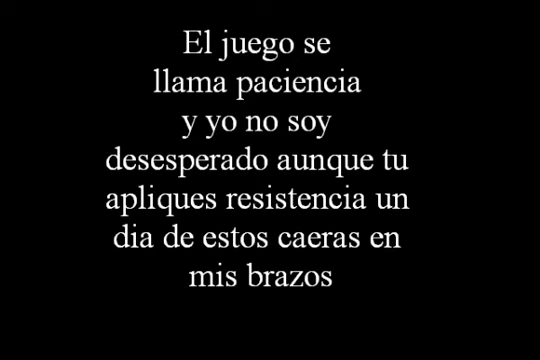 El juego se
llama paciencia
y yo no soy
desesperado aunque tu
apliques resistencia un
dia de estos caeras en
mis brazos